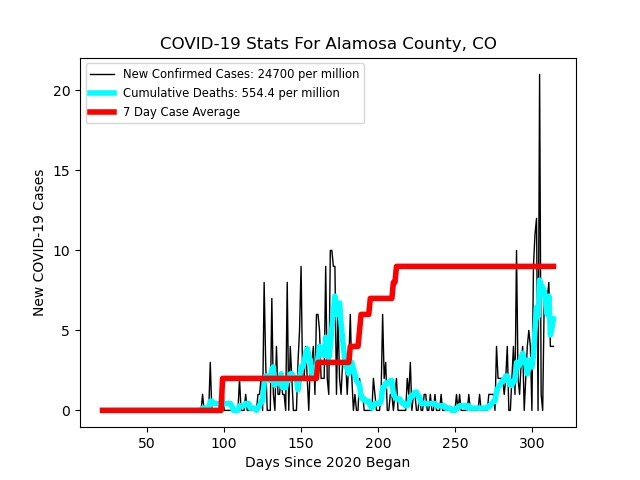 COVID-19 Stats For Alamosa County, CO
New Confirmed Cases: 24700 per million
Cumulative Deaths: 554.4 per million
7 Day Case Average
New COVID-19 Cases
20
15
10
5
0
50 100 150 200 250 300
Days Since 2020 Began